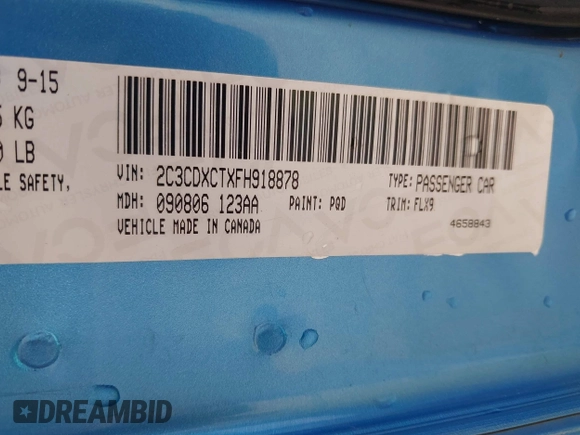 9-15
KG
LB
LE SAFETY,
VIN: 2C3CDXCTXFH918878
TYPE: PASSENGER CAR
MDH: 090806 123AA
PAINT: PQD
TRIM: FLX9
VEHICLE MADE IN CANADA
4658843
DREAMBID